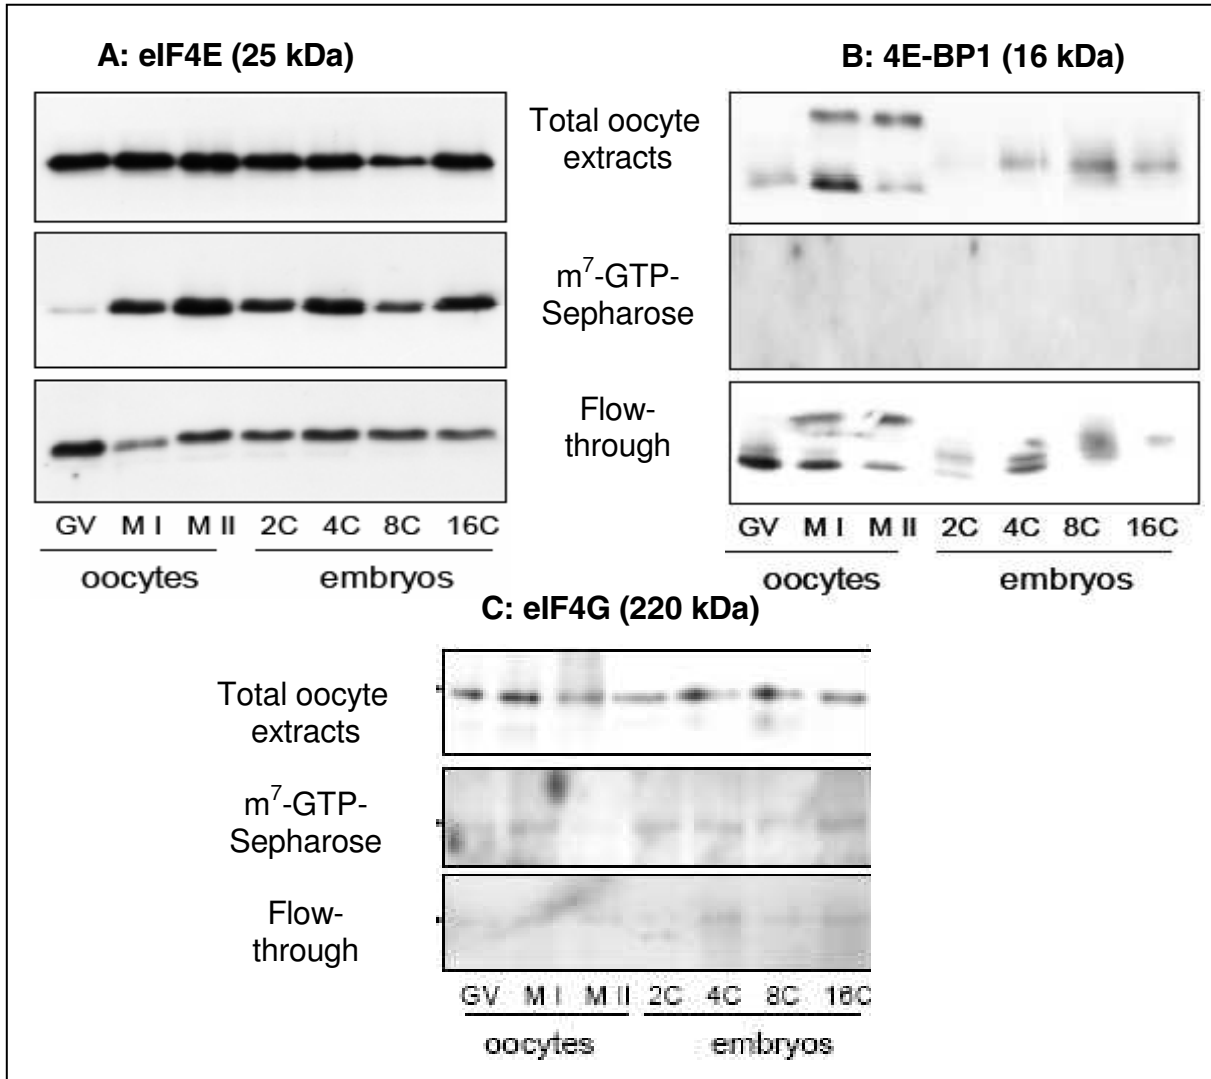 A: eIF4E (25 kDa)
B: 4E-BP1 (16 kDa)
Total oocyte
extracts
m⁷-GTP-
Sepharose
Flow-
through
GV M I M II 2C 4C 8C 16C
oocytes embryos
GV M I M II 2C 4C 8C 16C
oocytes embryos
C: eIF4G (220 kDa)
Total oocyte
extracts
m⁷-GTP-
Sepharose
Flow-
through
GV M I M II 2C 4C 8C 16C
oocytes embryos